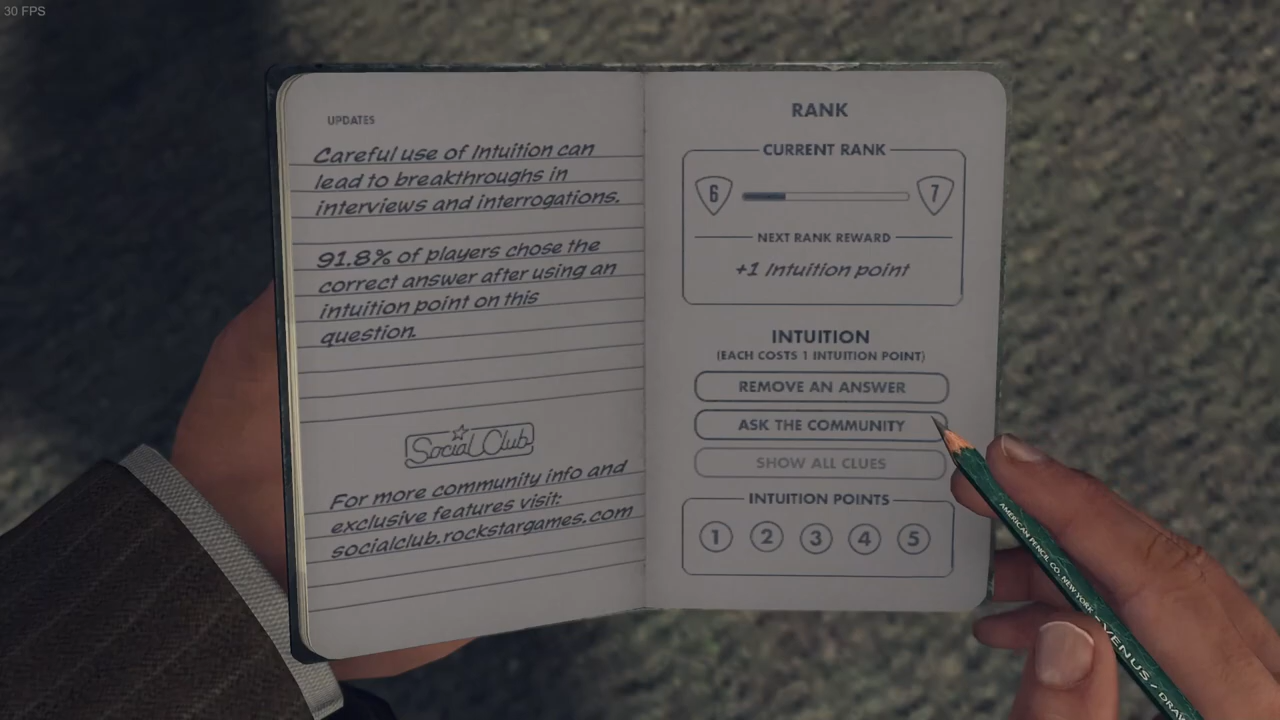 30 FPS
UPDATES
Careful use of Intuition can
lead to breakthroughs in
interviews and interrogations.
91.8% of players chose the
correct answer after using an
intuition point on this
question.
Social Club
For more community info and
exclusive features visit:
socialclub.rockstargames.com
RANK
CURRENT RANK
6 7
NEXT RANK REWARD
+1 Intuition point
INTUITION
(EACH COSTS 1 INTUITION POINT)
REMOVE AN ANSWER
ASK THE COMMUNITY
SHOW ALL CLUES
INTUITION POINTS
1 2 3 4 5
AMERICAN PENCIL CO. NEW YORK
VENUS / DRA